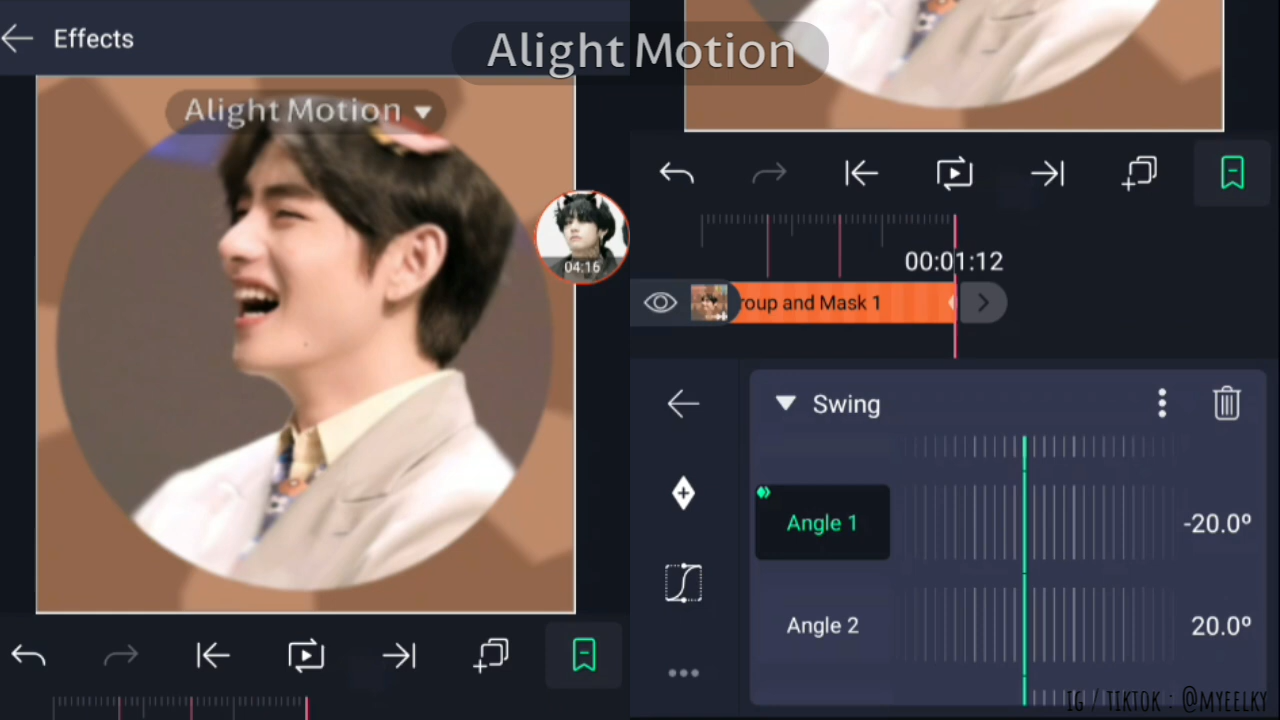 Effects
Alight Motion
Alight Motion
04:16
00:01:12
roup and Mask 1
Swing
Angle 1
-20.0º
Angle 2
20.0º
IG / TIKTOK : @MYEELKY